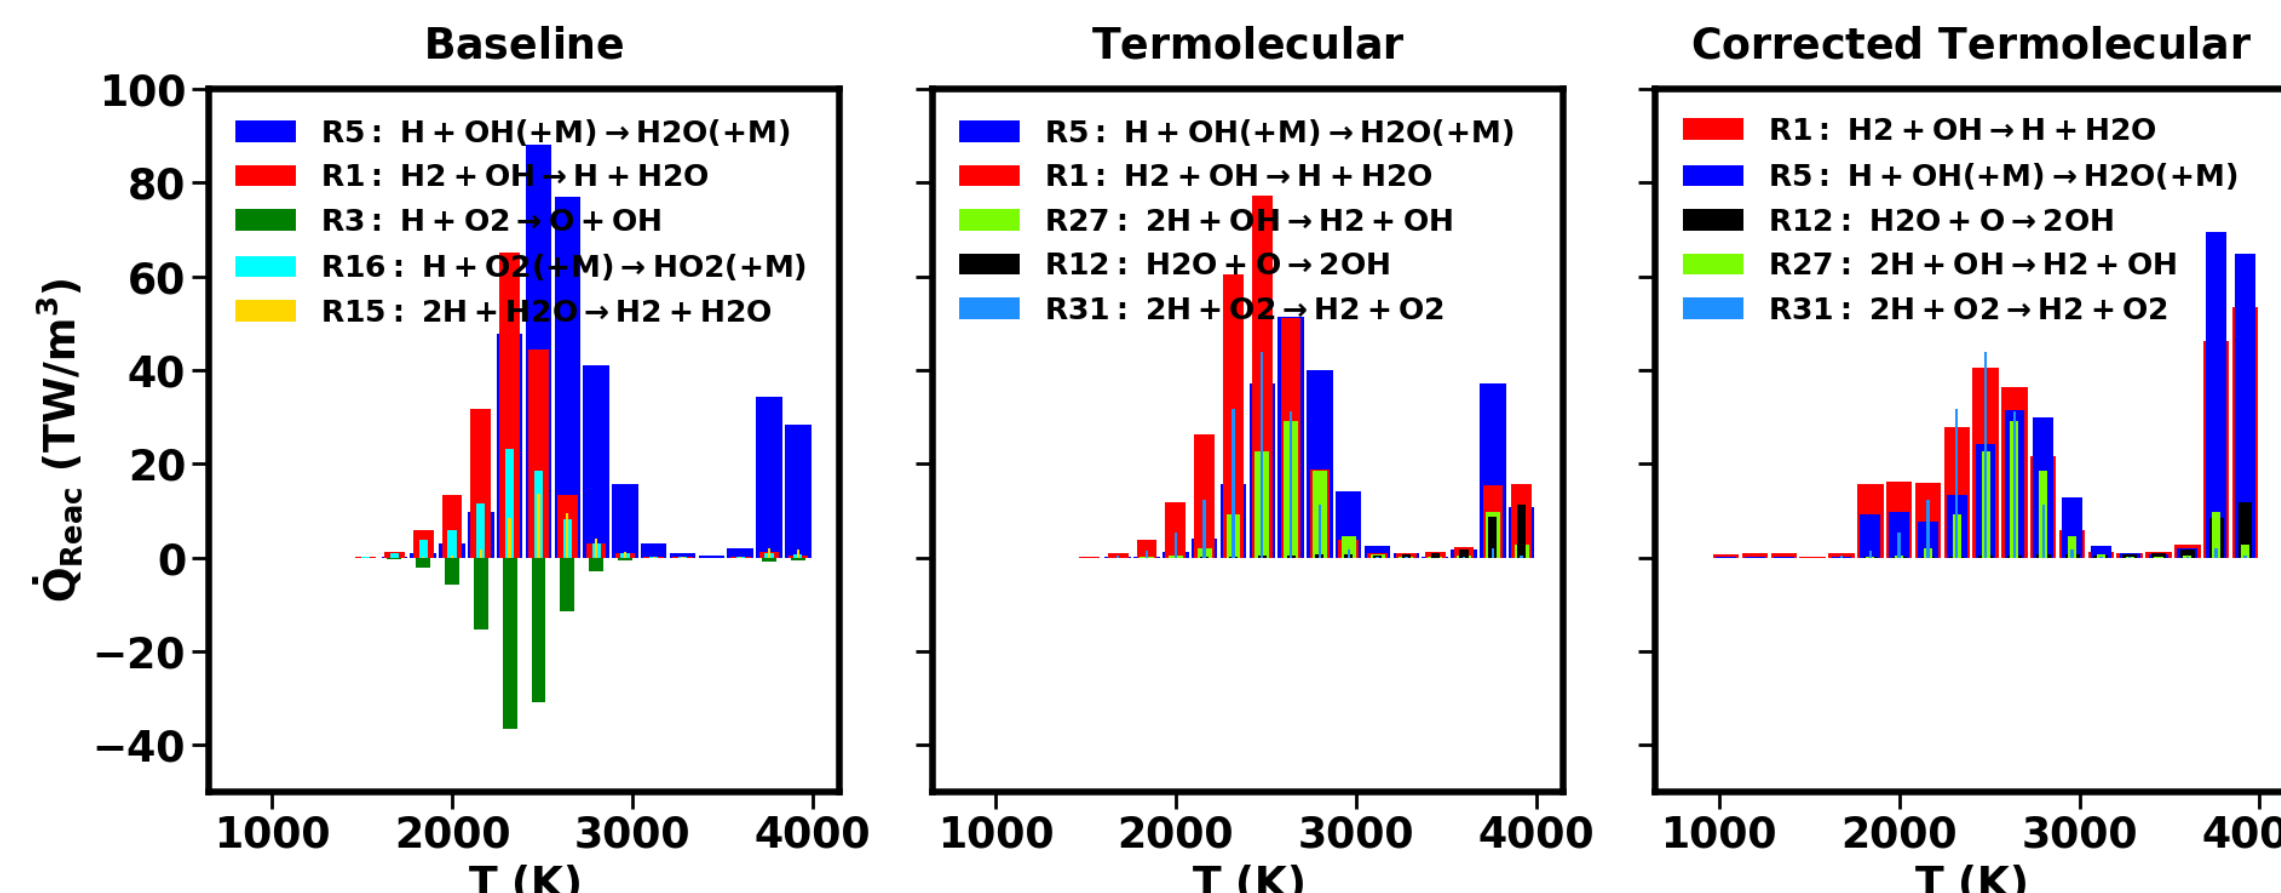 Baseline
Termolecular
Corrected Termolecular
Q̇Reac (TW/m³)
100
80
60
40
20
0
−20
−40
R5: H + OH(+M) → H2O(+M)
R1: H2 + OH → H + H2O
R3: H + O2 → O + OH
R16: H + O2(+M) → HO2(+M)
R15: 2H + H2O → H2 + H2O
R5: H + OH(+M) → H2O(+M)
R1: H2 + OH → H + H2O
R27: 2H + OH → H2 + OH
R12: H2O + O → 2OH
R31: 2H + O2 → H2 + O2
R1: H2 + OH → H + H2O
R5: H + OH(+M) → H2O(+M)
R12: H2O + O → 2OH
R27: 2H + OH → H2 + OH
R31: 2H + O2 → H2 + O2
1000 2000 3000 4000
1000 2000 3000 4000
1000 2000 3000 400
T (K)
T (K)
T (K)